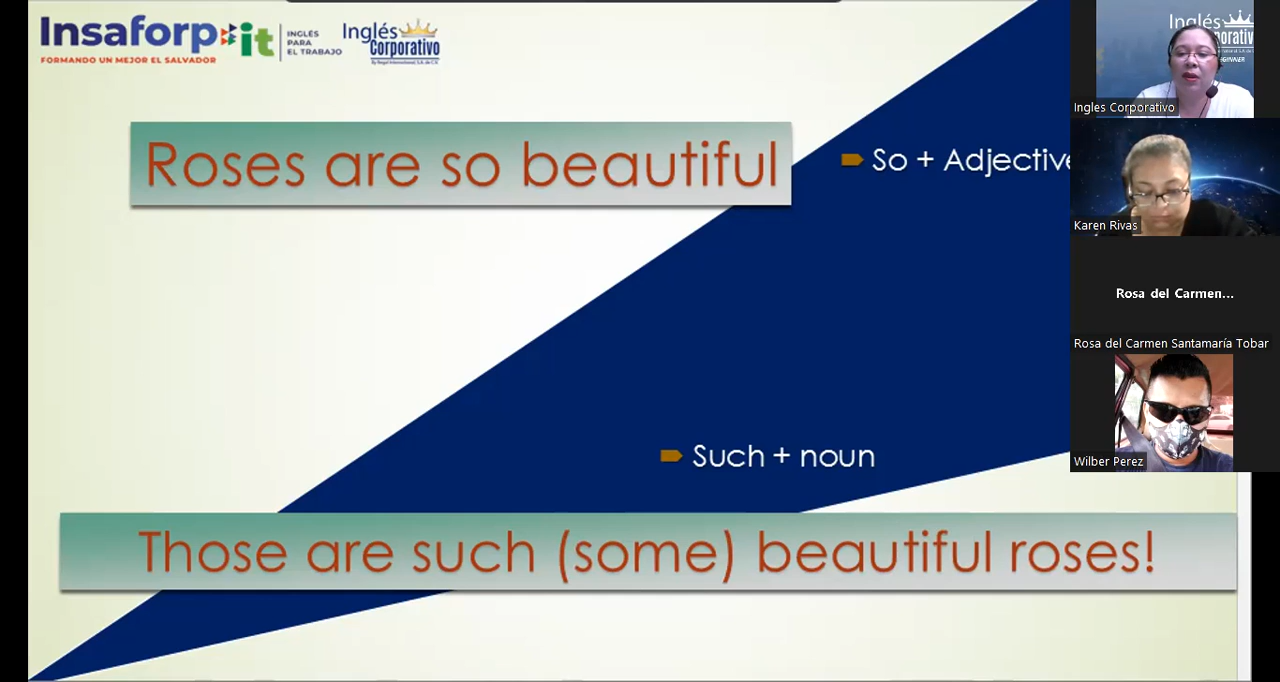 Insaforp it
FORMANDO UN MEJOR EL SALVADOR
INGLÉS
PARA
EL TRABAJO
Inglés
Corporativo
Roses are so beautiful
So + Adjective
Such + noun
Those are such (some) beautiful roses!
Inglés
Ingles Corporativo
Karen Rivas
Rosa del Carmen...
Rosa del Carmen Santamaría Tobar
Wilber Perez